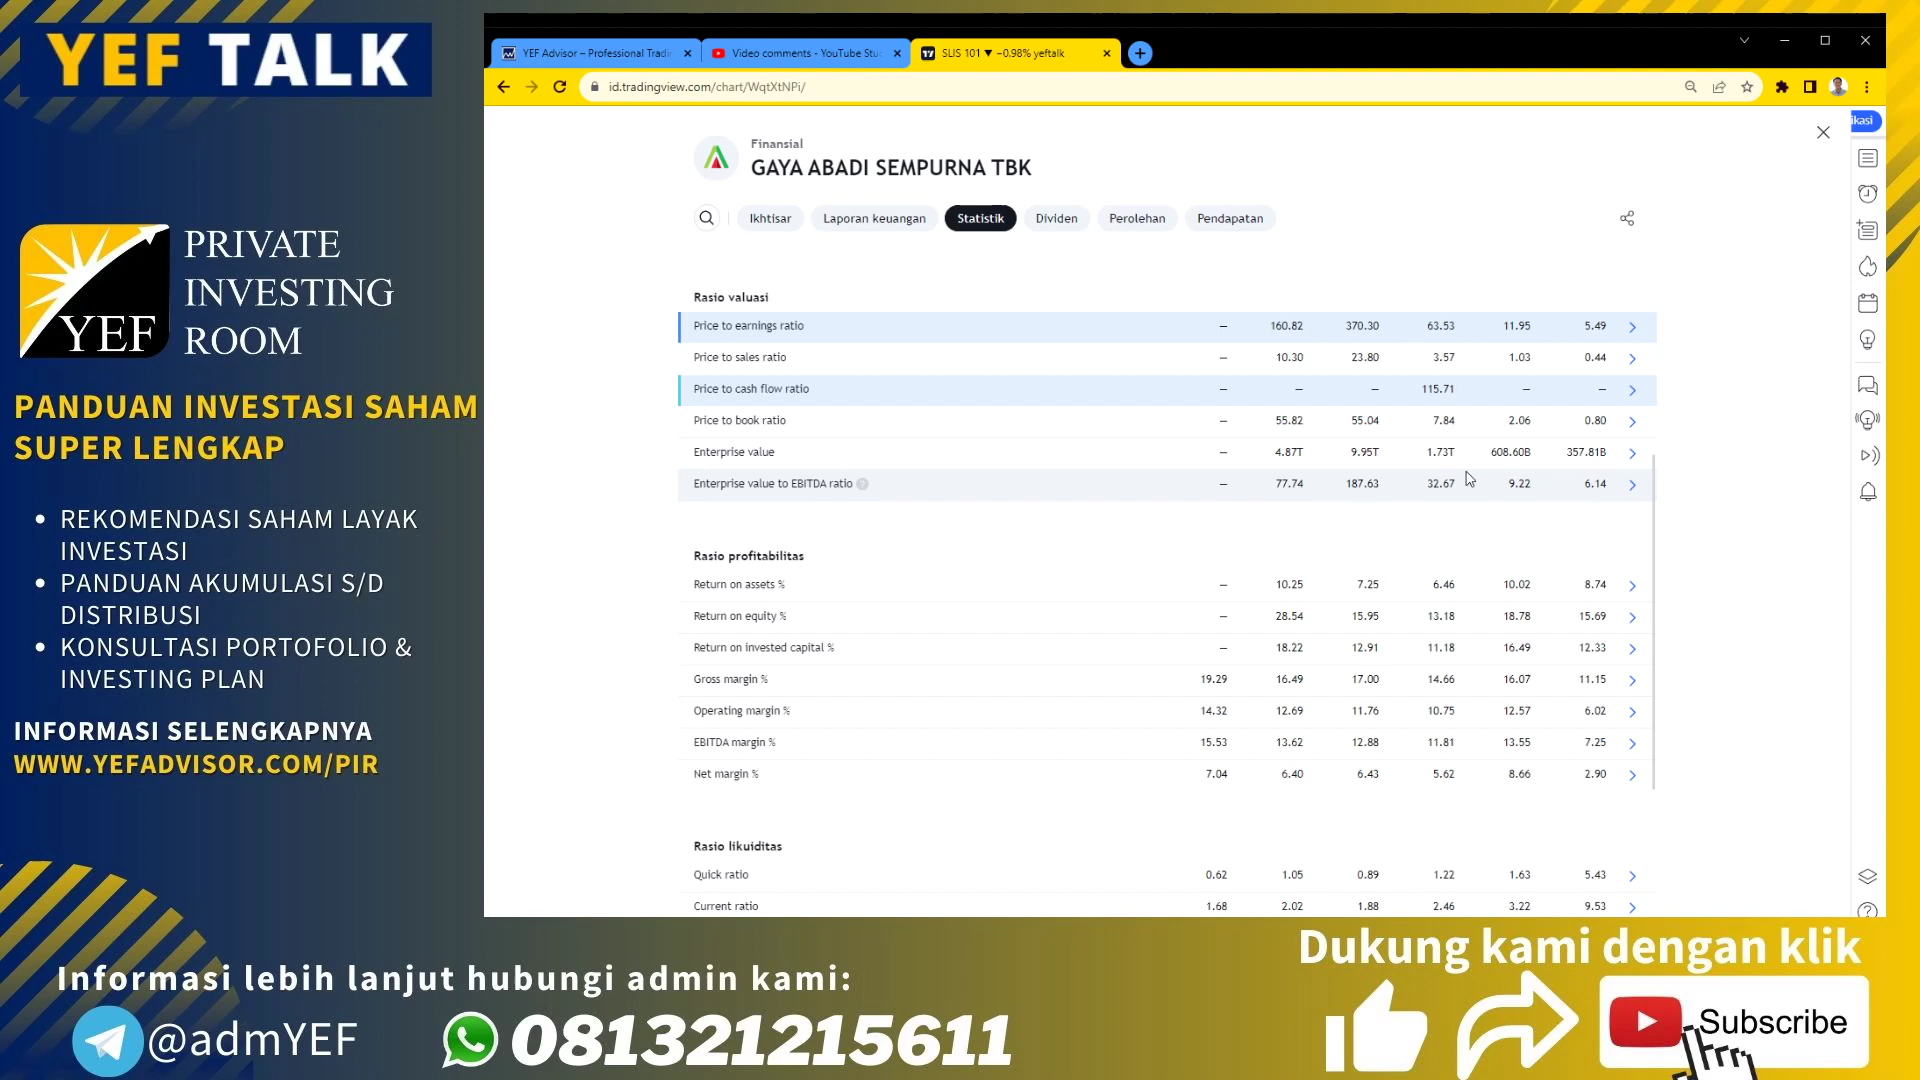 YEF TALK
YEF
PRIVATE
INVESTING
ROOM
PANDUAN INVESTASI SAHAM
SUPER LENGKAP
• REKOMENDASI SAHAM LAYAK
INVESTASI
• PANDUAN AKUMULASI S/D
DISTRIBUSI
• KONSULTASI PORTOFOLIO &
INVESTING PLAN
INFORMASI SELENGKAPNYA
WWW.YEFADVISOR.COM/PIR
YEF Advisor – Professional Tradi
Video comments - YouTube Stu
SLIS 101 ▼ −0.98% yeftalk
id.tradingview.com/chart/WqtXtNPi/
ikasi
Finansial
GAYA ABADI SEMPURNA TBK
Ikhtisar Laporan keuangan Statistik Dividen Perolehan Pendapatan
Rasio valuasi
Price to earnings ratio — 160.82 370.30 63.53 11.95 5.49
Price to sales ratio — 10.30 23.80 3.57 1.03 0.44
Price to cash flow ratio — — — 115.71 — —
Price to book ratio — 55.82 55.04 7.84 2.06 0.80
Enterprise value — 4.87T 9.95T 1.73T 608.60B 357.81B
Enterprise value to EBITDA ratio ? — 77.74 187.63 32.67 9.22 6.14
Rasio profitabilitas
Return on assets % — 10.25 7.25 6.46 10.02 8.74
Return on equity % — 28.54 15.95 13.18 18.78 15.69
Return on invested capital % — 18.22 12.91 11.18 16.49 12.33
Gross margin % 19.29 16.49 17.00 14.66 16.07 11.15
Operating margin % 14.32 12.69 11.76 10.75 12.57 6.02
EBITDA margin % 15.53 13.62 12.88 11.81 13.55 7.25
Net margin % 7.04 6.40 6.43 5.62 8.66 2.90
Rasio likuiditas
Quick ratio 0.62 1.05 0.89 1.22 1.63 5.43
Current ratio 1.68 2.02 1.88 2.46 3.22 9.53
Informasi lebih lanjut hubungi admin kami:
@admYEF
081321215611
Dukung kami dengan klik
Subscribe